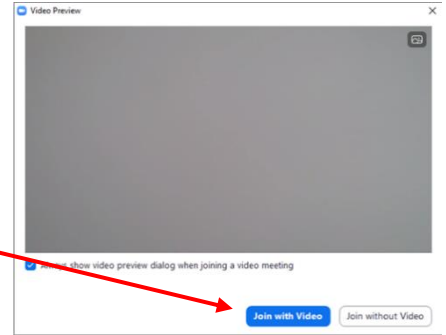 Video Preview
Always show video preview dialog when joining a video meeting
Join with Video
Join without Video